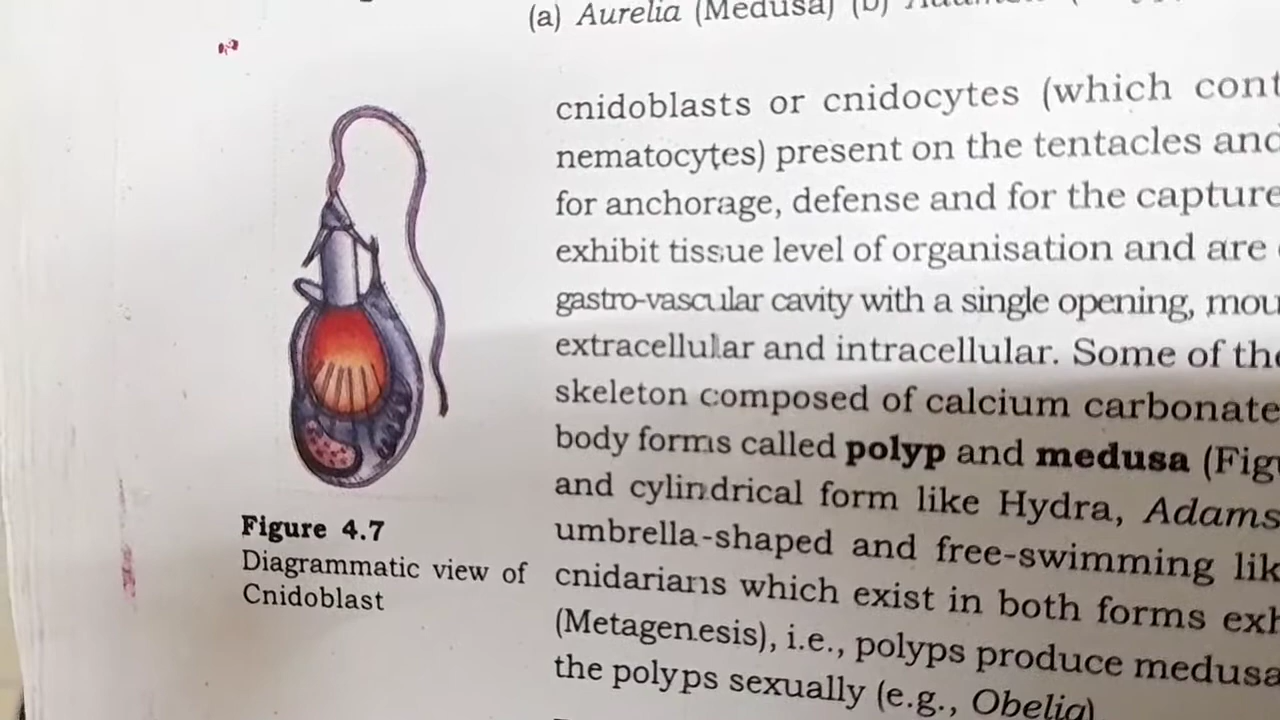 (a) Aurelia (Medusa) (b)
cnidoblasts or cnidocytes (which cont
nematocytes) present on the tentacles and
for anchorage, defense and for the capture
exhibit tissue level of organisation and are
gastro-vascular cavity with a single opening, mou
extracellular and intracellular. Some of the
skeleton composed of calcium carbonate
body forms called polyp and medusa (Figu
and cylindrical form like Hydra, Adams
umbrella-shaped and free-swimming lik
cnidarians which exist in both forms exh
(Metagenesis), i.e., polyps produce medusa
the polyps sexually (e.g., Obelia)
Figure 4.7
Diagrammatic view of
Cnidoblast